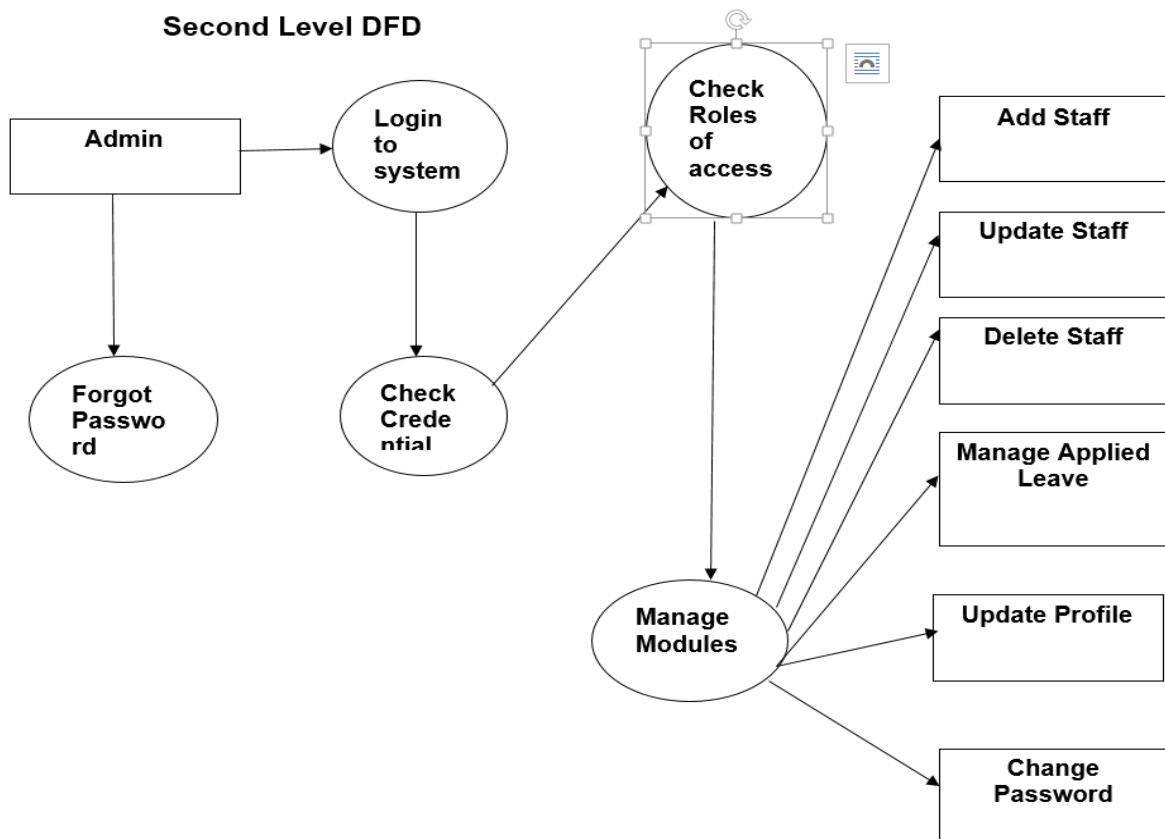 Second Level DFD
Admin
Login
to
system
Check
Roles
of
access
Add Staff
Update Staff
Delete Staff
Forgot
Passwo
rd
Check
Crede
ntial
Manage Applied
Leave
Manage
Modules
Update Profile
Change
Password